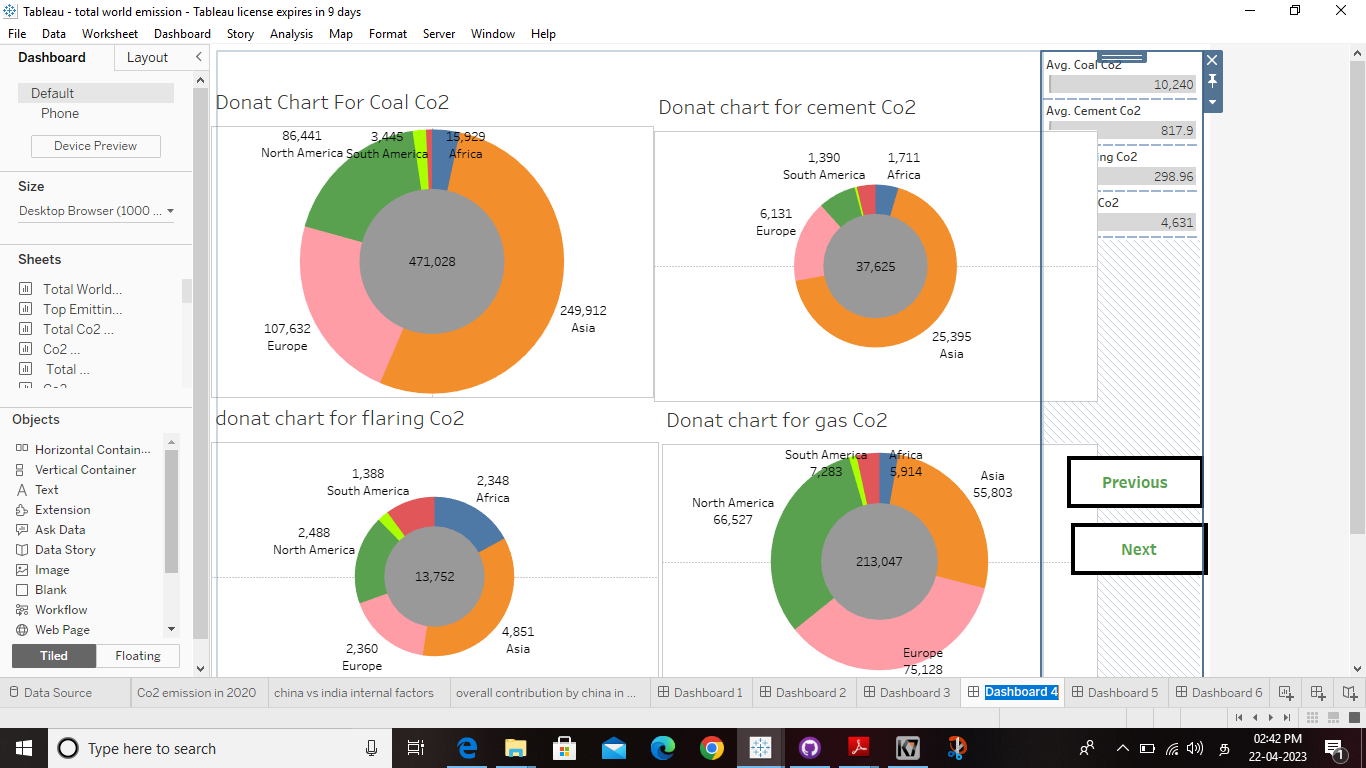 Tableau - total world emission - Tableau license expires in 9 days
File Data Worksheet Dashboard Story Analysis Map Format Server Window Help
Dashboard
Layout
Default
Phone
Device Preview
Size
Desktop Browser (1000 ...
Sheets
Total World...
Top Emittin...
Total Co2 ...
Co2 ...
Total ...
Objects
Horizontal Contain...
Vertical Container
Text
Extension
Ask Data
Data Story
Image
Blank
Workflow
Web Page
Tiled
Floating
Donat Chart For Coal Co2
86,441
North America
3,445
South America
15,929
Africa
471,028
249,912
Asia
107,632
Europe
Donat chart for cement Co2
1,390
South America
1,711
Africa
6,131
Europe
37,625
25,395
Asia
donat chart for flaring Co2
1,388
South America
2,348
Africa
2,488
North America
13,752
4,851
Asia
2,360
Europe
Donat chart for gas Co2
South America
7,283
Africa
5,914
Asia
55,803
North America
66,527
213,047
Europe
75,128
Avg. Coal Co2
10,240
Avg. Cement Co2
817.9
ng Co2
298.96
Co2
4,631
Previous
Next
Data Source
Co2 emission in 2020
china vs india internal factors
overall contribution by china in ...
Dashboard 1
Dashboard 2
Dashboard 3
Dashboard 4
Dashboard 5
Dashboard 6
Type here to search
02:42 PM
22-04-2023
1